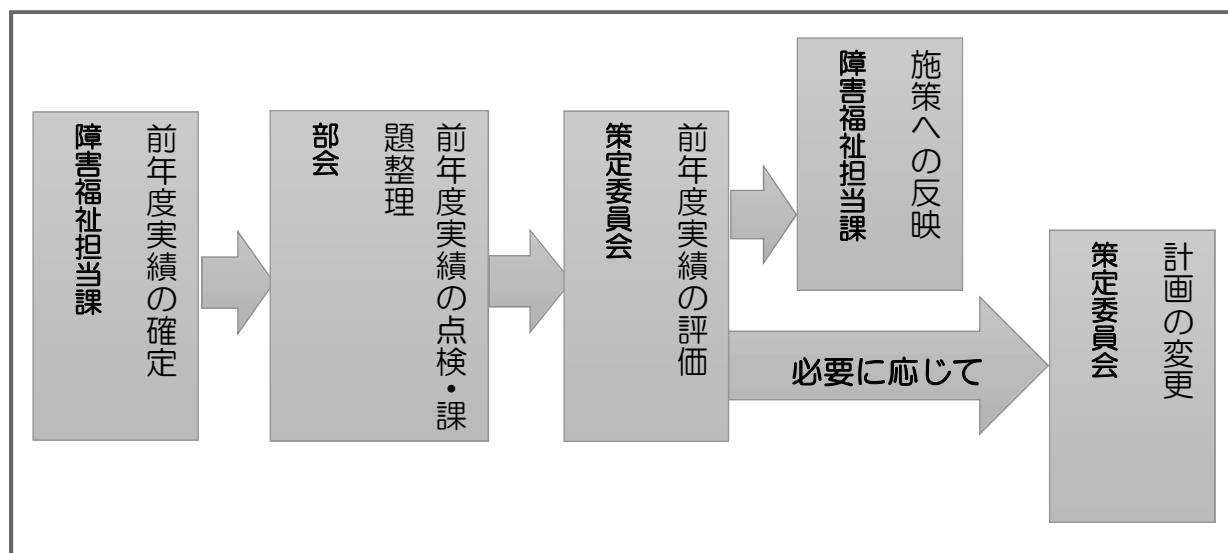 前年度実績の確定
障害福祉担当課
前年度実績の点検・課
題整理
部会
前年度実績の評価
策定委員会
施策への反映
障害福祉担当課
必要に応じて
計画の変更
策定委員会